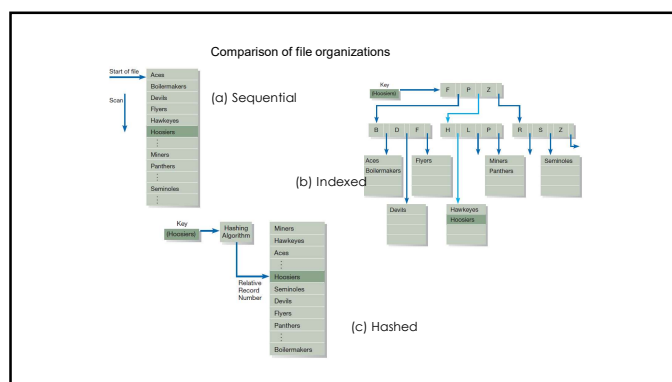 Comparison of file organizations
Start of file
Scan
Aces
Boilermakers
Devils
Flyers
Hawkeyes
Hoosiers
⋮
Miners
Panthers
⋮
Seminoles
⋮
(a) Sequential
Key
(Hoosiers)
F P Z
B D F
H L P
R S Z
Aces
Boilermakers
Flyers
Miners
Panthers
Seminoles
Devils
Hawkeyes
Hoosiers
(b) Indexed
Key
(Hoosiers)
Hashing
Algorithm
Relative
Record
Number
Miners
Hawkeyes
Aces
⋮
Hoosiers
Seminoles
Devils
Flyers
Panthers
⋮
Boilermakers
(c) Hashed